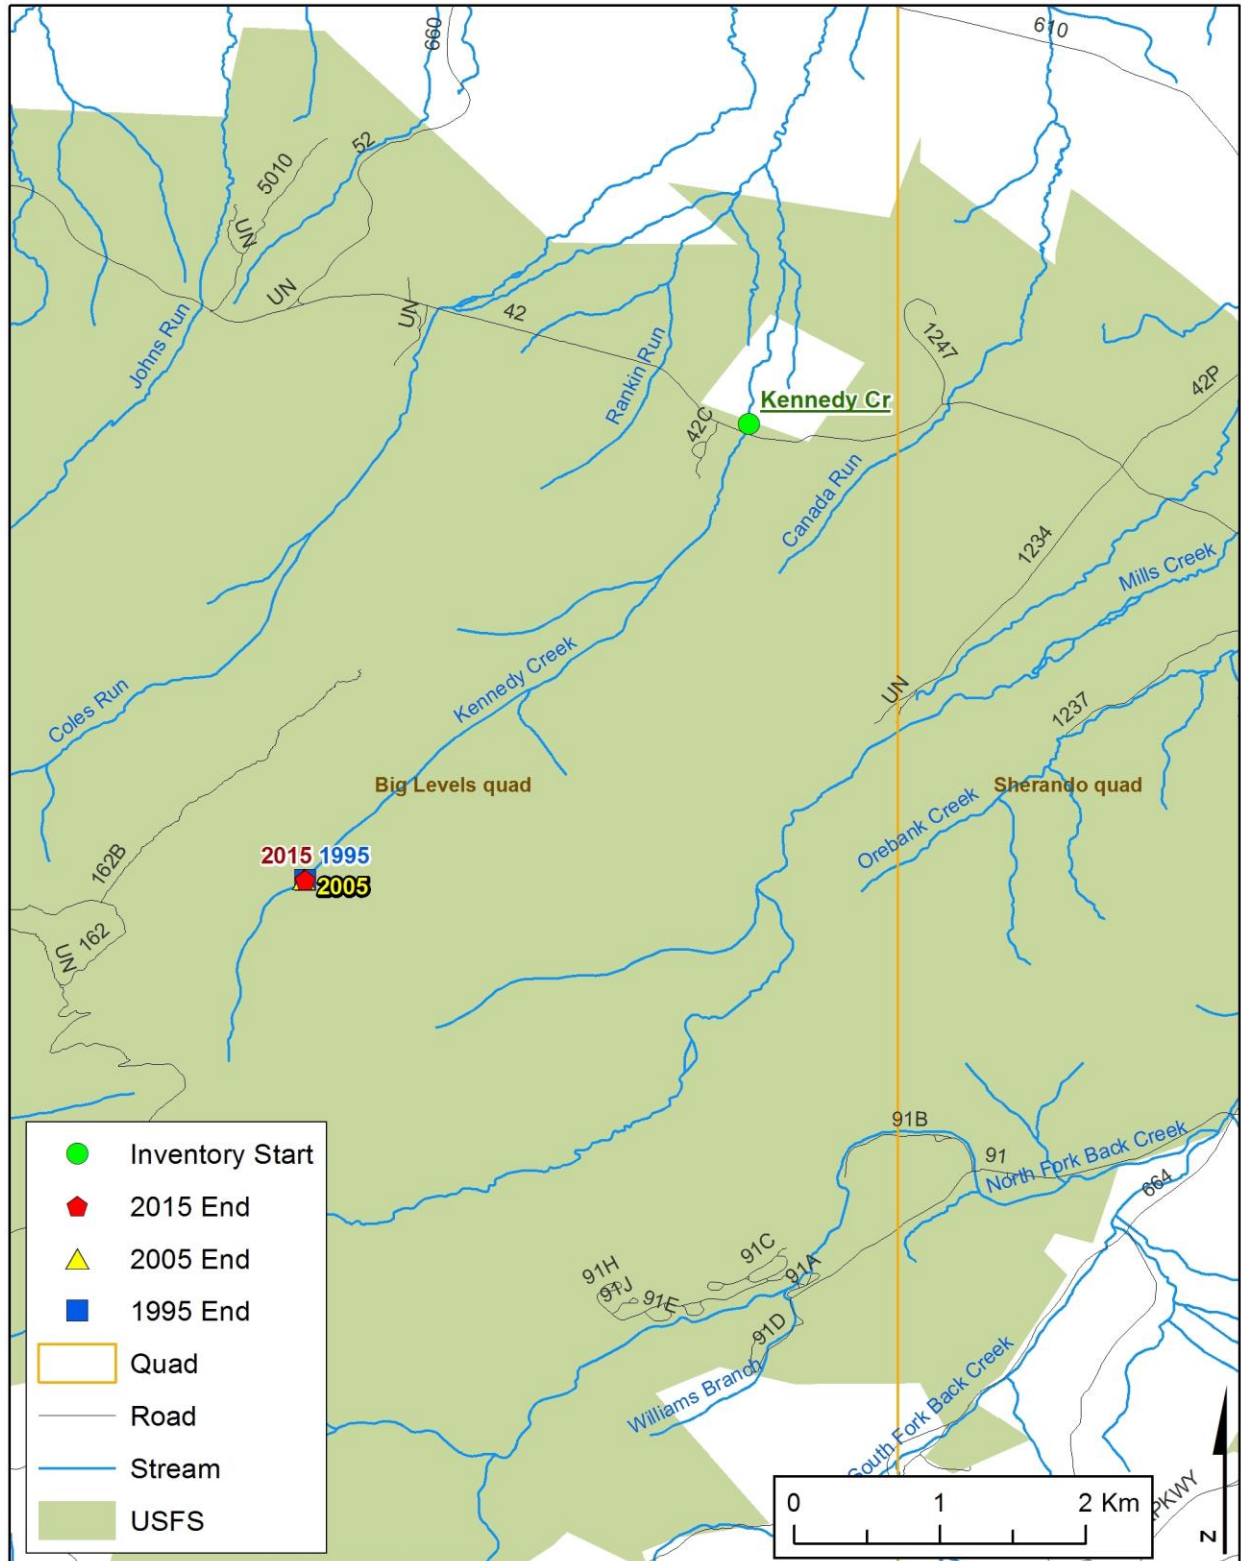 660
610
52
5010
UN
UN
UN
42
Johns Run
Rankin Run
1247
42P
Kennedy Cr
42C
Canada Run
1234
Mills Creek
Kennedy Creek
Coles Run
UN
1237
Big Levels quad
Sherando quad
Orebank Creek
162B
2015 1995
2005
162
UN
91B
91
North Fork Back Creek
664
91C
91A
91H
91J
91E
91D
Williams Branch
South Fork Back Creek
PKWY
Inventory Start
2015 End
2005 End
1995 End
Quad
Road
Stream
USFS
0 1 2 Km
N